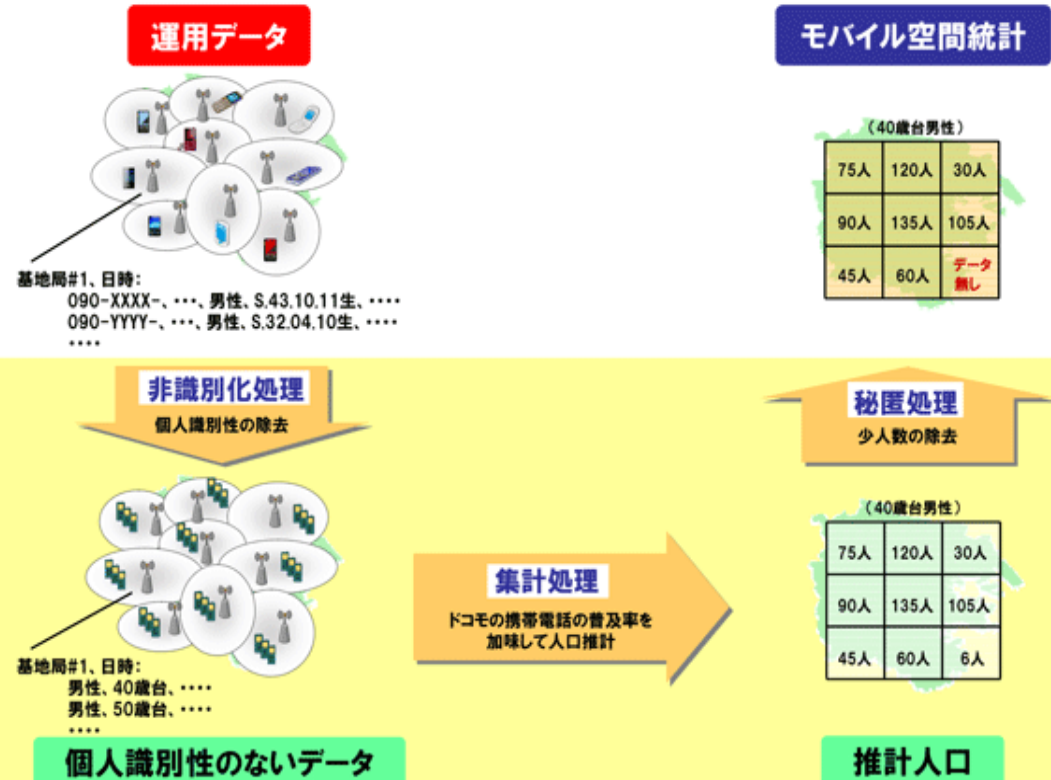 運用データ
モバイル空間統計
基地局#1、日時:
090-XXXX-、・・・、男性、S.43.10.11生、・・・・
090-YYYY-、・・・、男性、S.32.04.10生、・・・・
・・・・
(40歳台男性)
75人 120人 30人
90人 135人 105人
45人 60人 データ
無し
非識別化処理
個人識別性の除去
秘匿処理
少人数の除去
集計処理
ドコモの携帯電話の普及率を
加味して人口推計
基地局#1、日時:
男性、40歳台、・・・・
男性、50歳台、・・・・
・・・・
(40歳台男性)
75人 120人 30人
90人 135人 105人
45人 60人 6人
個人識別性のないデータ
推計人口